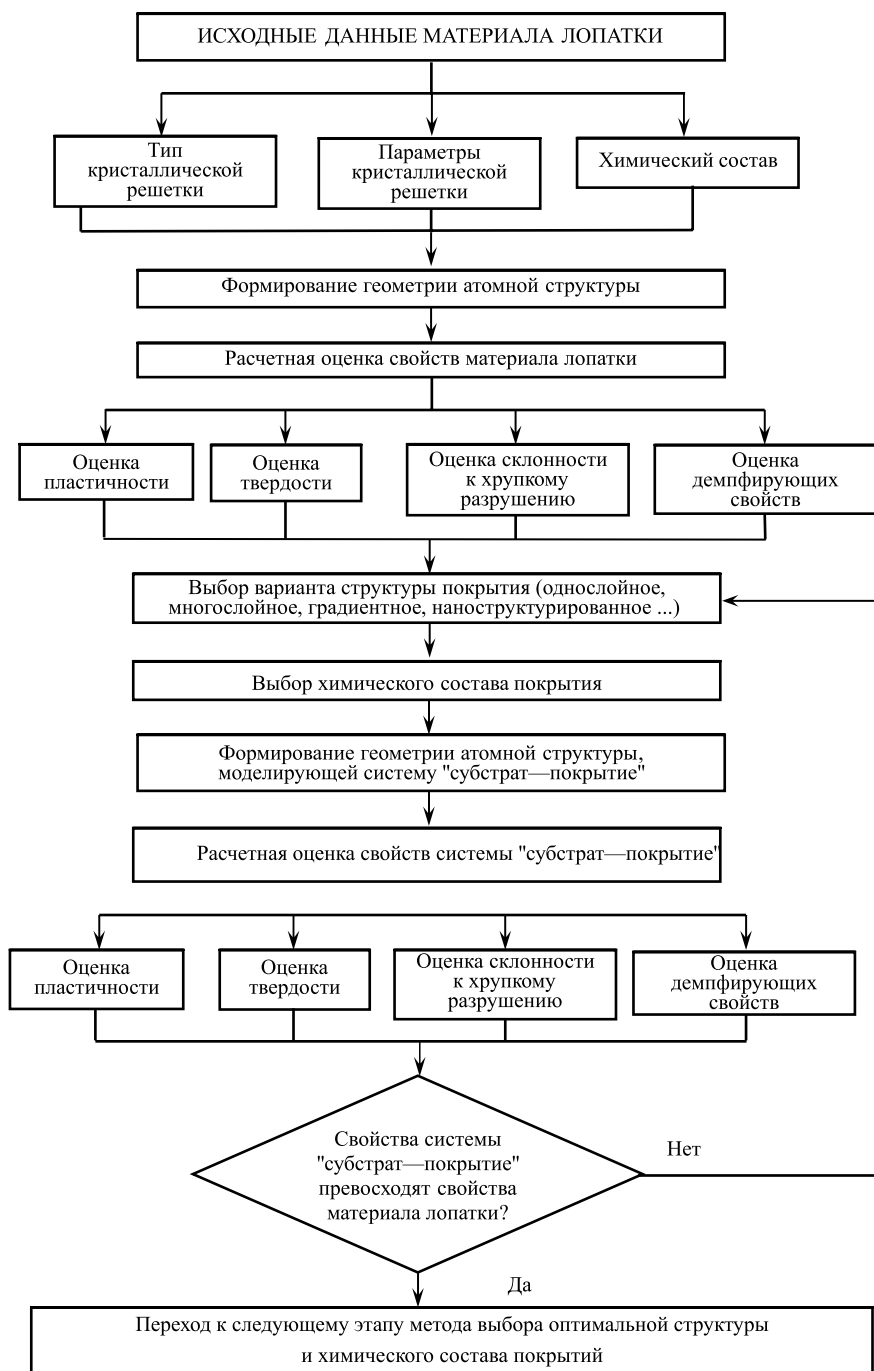 ИСХОДНЫЕ ДАННЫЕ МАТЕРИАЛА ЛОПАТКИ
Тип
кристаллической
решетки
Параметры
кристаллической
решетки
Химический состав
Формирование геометрии атомной структуры
Расчетная оценка свойств материала лопатки
Оценка
пластичности
Оценка
твердости
Оценка склонности
к хрупкому
разрушению
Оценка
демпфирующих
свойств
Выбор варианта структуры покрытия (однослойное,
многослойное, градиентное, наноструктурированное ...)
Выбор химического состава покрытия
Формирование геометрии атомной структуры,
моделирующей систему "субстрат—покрытие"
Расчетная оценка свойств системы "субстрат—покрытие"
Оценка
пластичности
Оценка
твердости
Оценка склонности
к хрупкому
разрушению
Оценка
демпфирующих
свойств
Свойства системы
"субстрат—покрытие"
превосходят свойства
материала лопатки?
Нет
Да
Переход к следующему этапу метода выбора оптимальной структуры
и химического состава покрытий